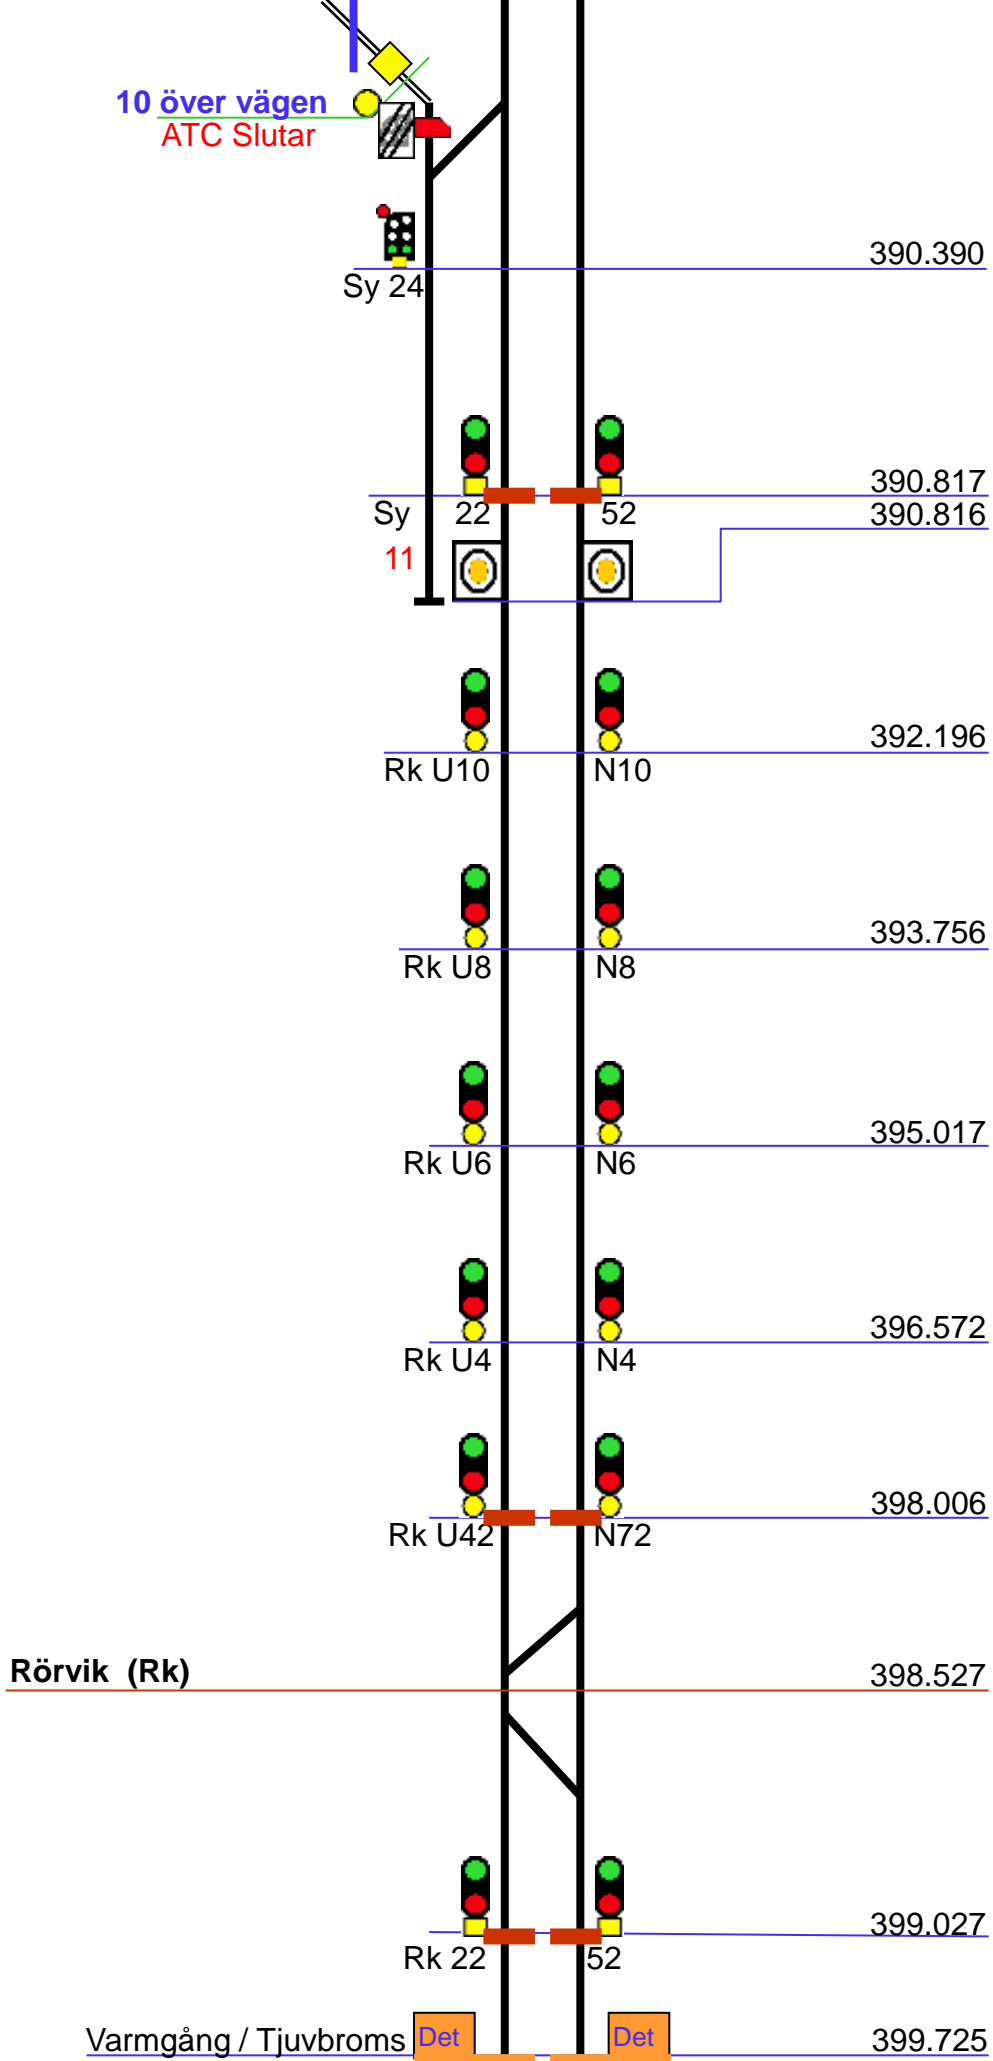 10 över vägen
ATC Slutar
390.390
Sy 24
390.817
Sy 22 52
390.816
11
392.196
Rk U10 N10
393.756
Rk U8 N8
395.017
Rk U6 N6
396.572
Rk U4 N4
398.006
Rk U42 N72
Rörvik (Rk) 398.527
399.027
Rk 22 52
Varmgång / Tjuvbroms Det Det 399.725